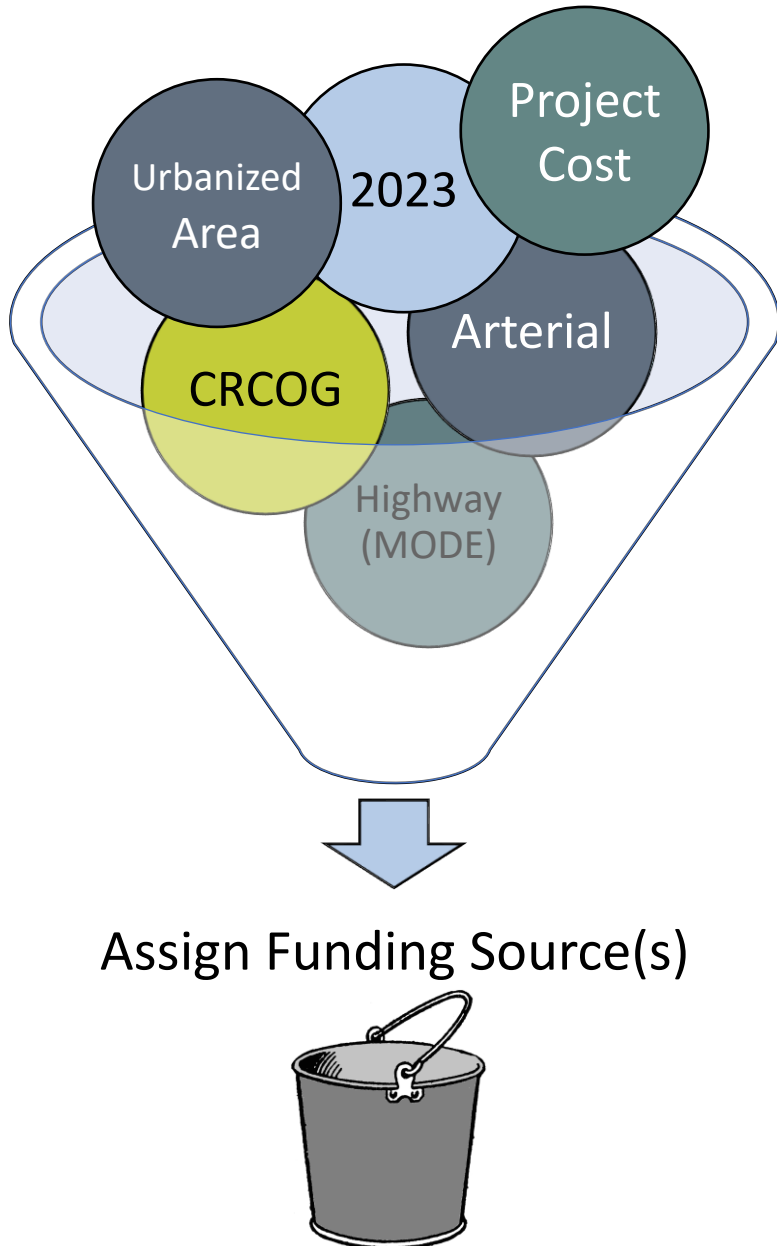 Project
Cost
Urbanized
Area
2023
Arterial
CRCOG
Highway
(MODE)
Assign Funding Source(s)